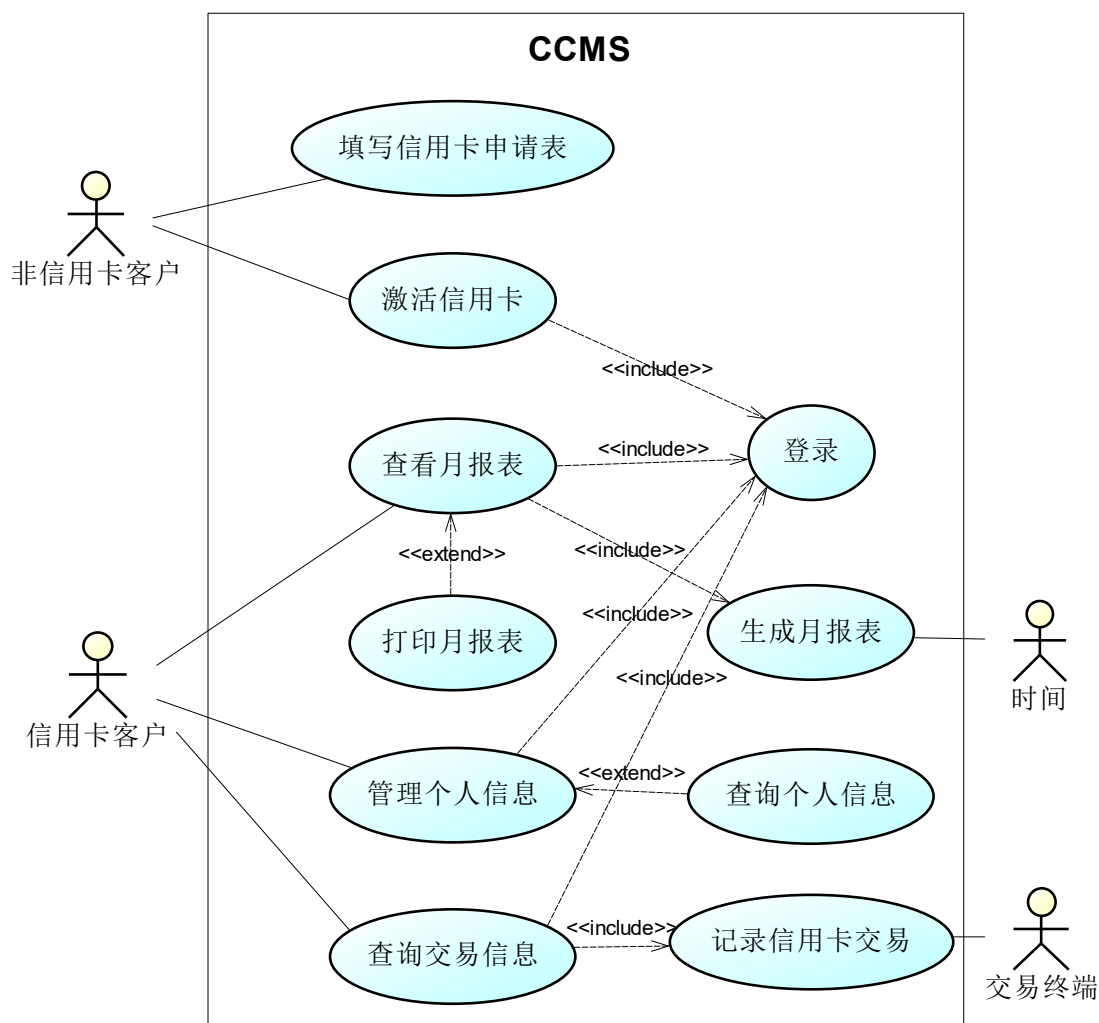 CCMS
填写信用卡申请表
非信用卡客户
激活信用卡
<<include>>
登录
查看月报表
<<include>>
<<extend>>
<<include>>
打印月报表
<<include>>
生成月报表
时间
<<include>>
信用卡客户
管理个人信息
<<extend>>
查询个人信息
查询交易信息
<<include>>
记录信用卡交易
交易终端